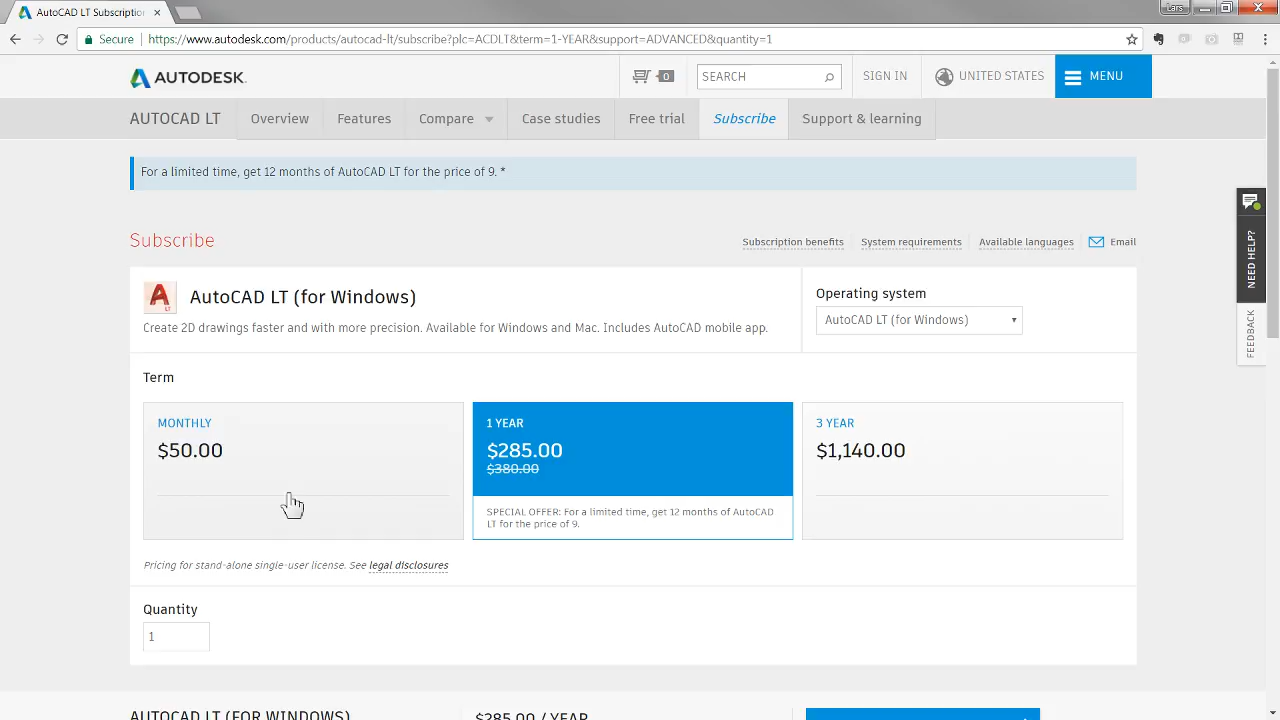 AutoCAD LT Subscription
Lars
Secure
https://www.autodesk.com/products/autocad-lt/subscribe?plc=ACDLT&term=1-YEAR&support=ADVANCED&quantity=1
AUTODESK.
0
SEARCH
SIGN IN
UNITED STATES
MENU
AUTOCAD LT
Overview
Features
Compare
Case studies
Free trial
Subscribe
Support & learning
For a limited time, get 12 months of AutoCAD LT for the price of 9. *
Subscribe
Subscription benefits
System requirements
Available languages
Email
NEED HELP?
FEEDBACK
LT
AutoCAD LT (for Windows)
Create 2D drawings faster and with more precision. Available for Windows and Mac. Includes AutoCAD mobile app.
Operating system
AutoCAD LT (for Windows)
Term
MONTHLY
$50.00
1 YEAR
$285.00
$380.00
SPECIAL OFFER: For a limited time, get 12 months of AutoCAD
LT for the price of 9.
3 YEAR
$1,140.00
Pricing for stand-alone single-user license. See legal disclosures
Quantity
1
AUTOCAD LT (FOR WINDOWS)
$285.00 / YEAR